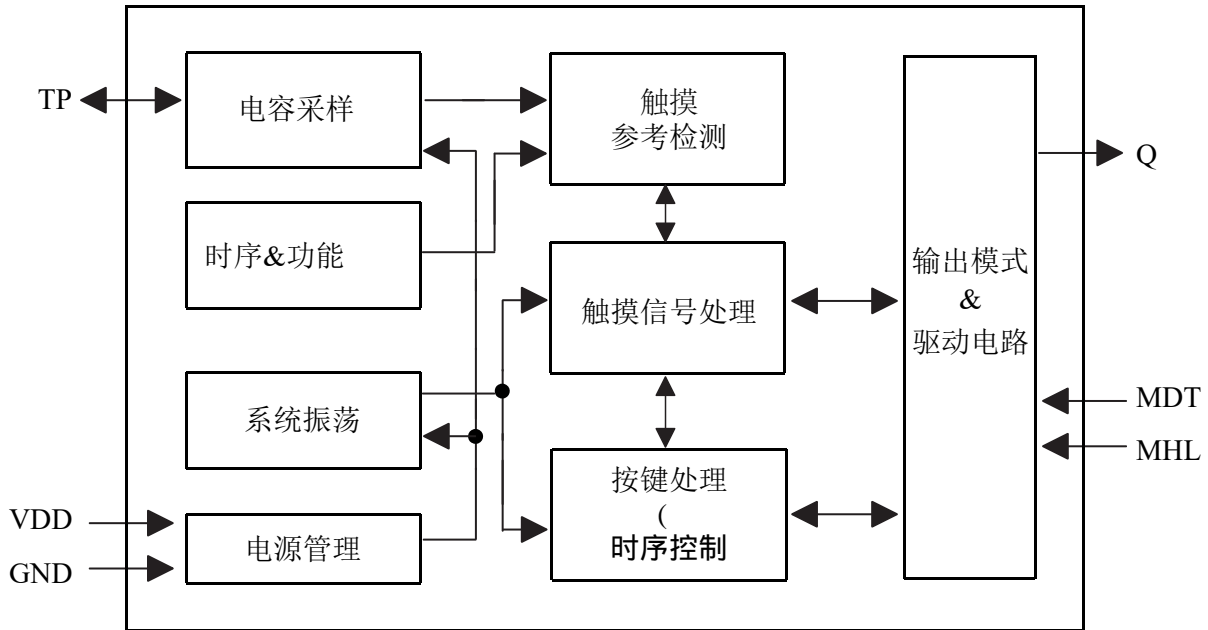 TP
电容采样
触摸
参考检测
Q
时序&功能
触摸信号处理
输出模式
&
驱动电路
系统振荡
MDT
MHL
按键处理
(
时序控制
VDD
GND
电源管理